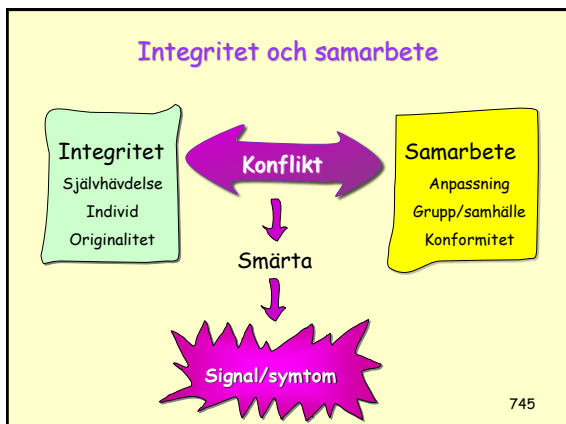 Integritet och samarbete
Integritet
Självhävdelse
Individ
Originalitet
Konflikt
Samarbete
Anpassning
Grupp/samhälle
Konformitet
Smärta
Signal/symtom
745